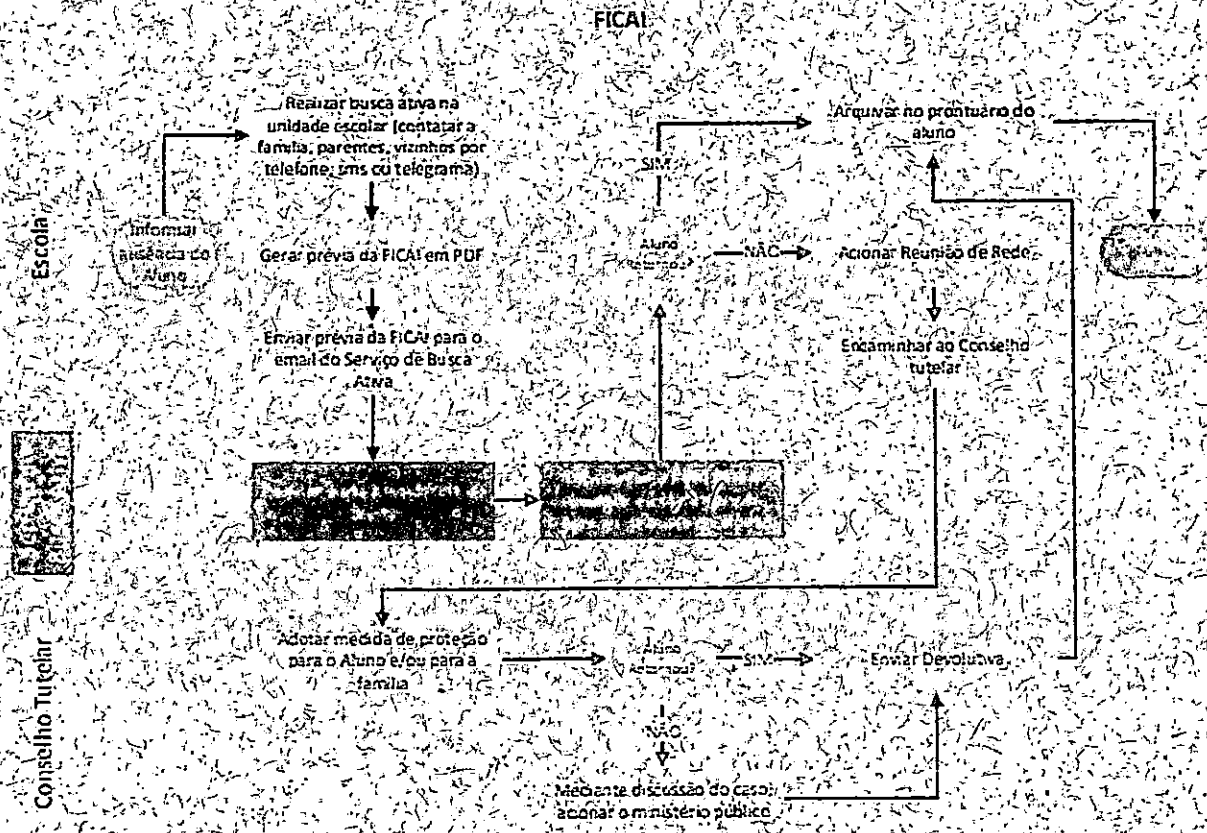 FICAI
Realizar busca ativa na
unidade escolar (contatar a
família, parentes, vizinhos por
telefone, sms ou telegrama)
Escola
Informar
ausência do
Aluno
Gerar prévia da FICAI em PDF
Enviar prévia da FICAI para o
email do Serviço de Busca
Ativa
SIM
Aluno
Retornou?
NÃO
Arquivar no prontuário do
aluno
Acionar Reunião de Rede
Encaminhar ao Conselho
tutelar
Conselho Tutelar
Adotar medida de proteção
para o Aluno e/ou para a
família
Aluno
Retornou?
SIM
Enviar Devolutiva
NÃO
Mediante discussão do caso,
acionar o ministério público